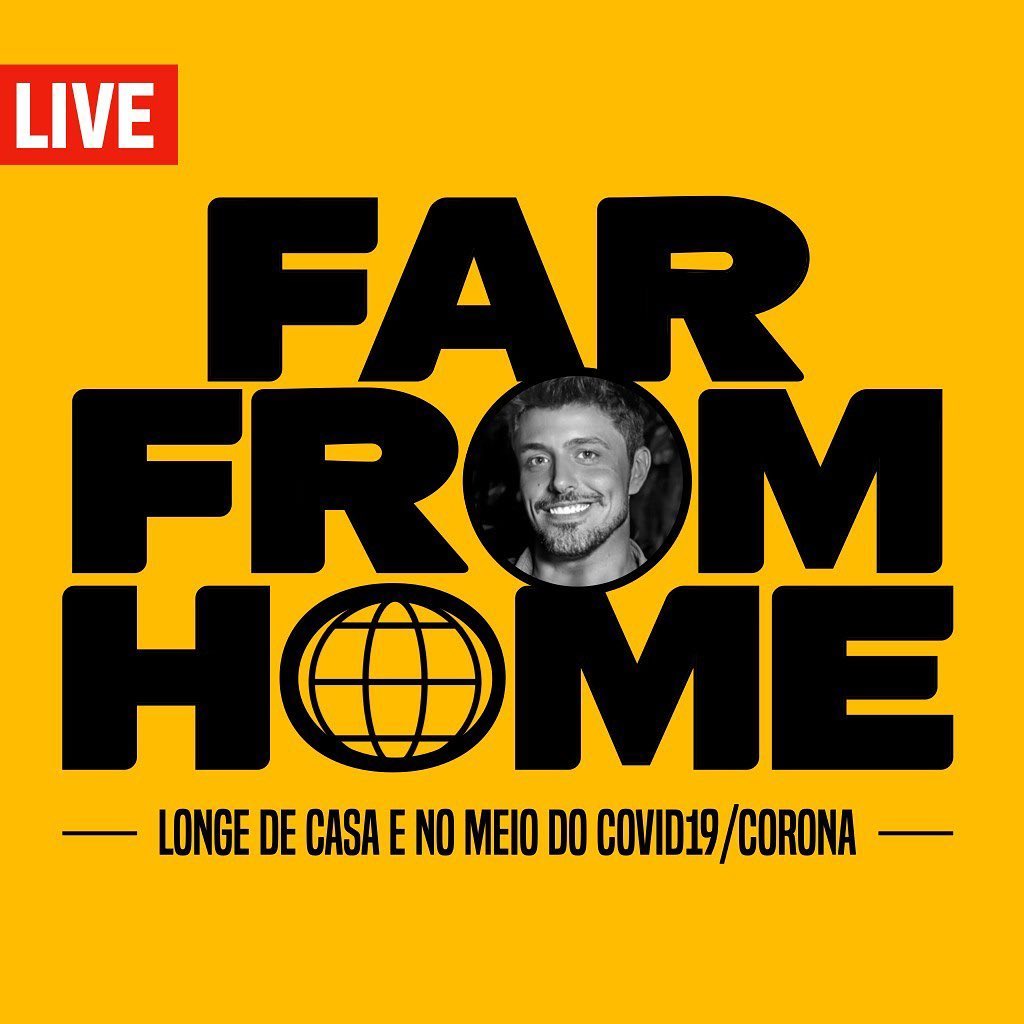 LIVE
FAR
FROM
HOME
LONGE DE CASA E NO MEIO DO COVID19/CORONA